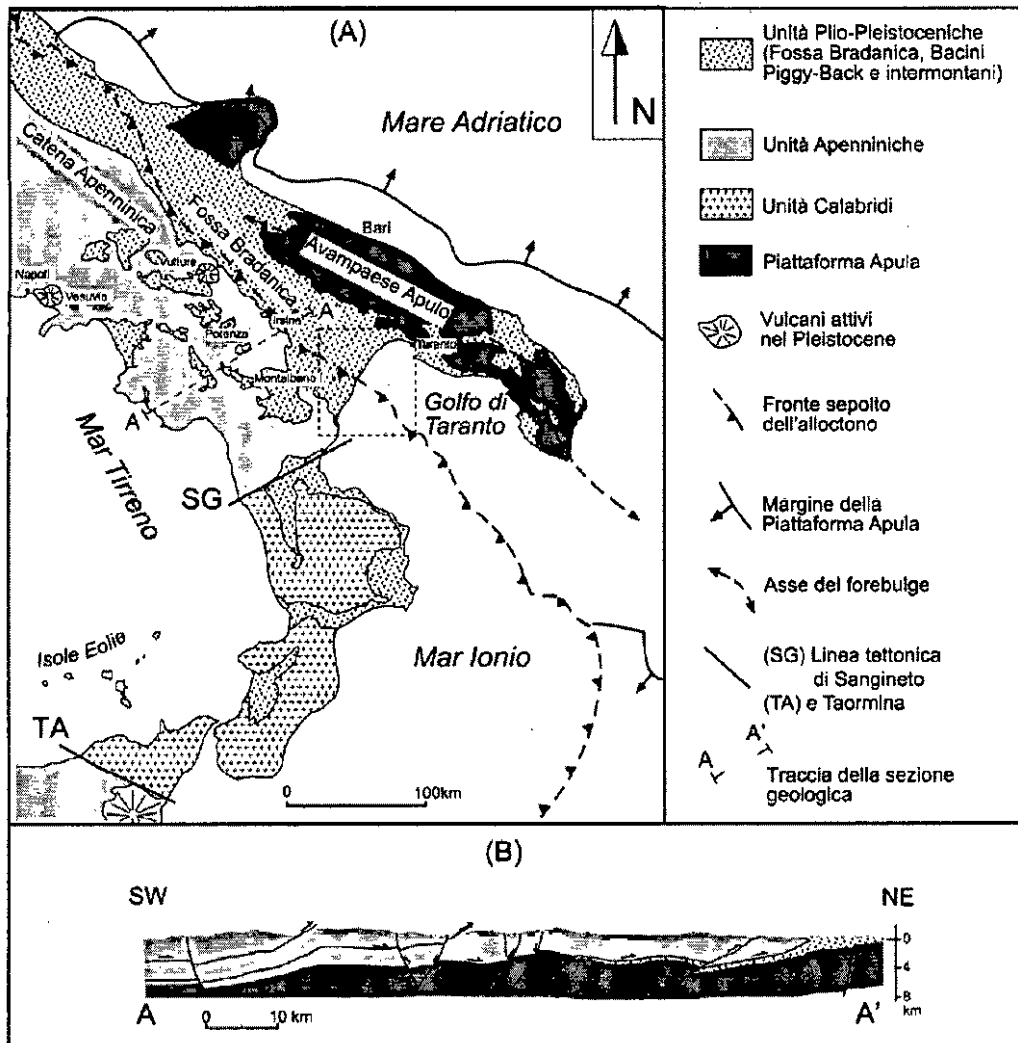 (A)
N
Mare Adriatico
Catena Apenninica
Fossa Bradanica
Bari
Avampaese Apulo
Napoli
Vesuvio
Vulture
Potenza
Irsina
A'
Taranto
Montalbano I.
A
Golfo di
Taranto
Mar Tirreno
SG
Mar Ionio
Isole Eolie
TA
0
100km
Unità Plio-Pleistoceniche
(Fossa Bradanica, Bacini
Piggy-Back e intermontani)
Unità Apenniniche
Unità Calabridi
Piattaforma Apula
Vulcani attivi
nel Pleistocene
Fronte sepolto
dell'alloctono
Margine della
Piattaforma Apula
Asse del forebulge
(SG) Linea tettonica
di Sangineto
(TA) e Taormina
A'
A
Traccia della sezione
geologica
(B)
SW
NE
0
4
8
km
A
0
10 km
A'